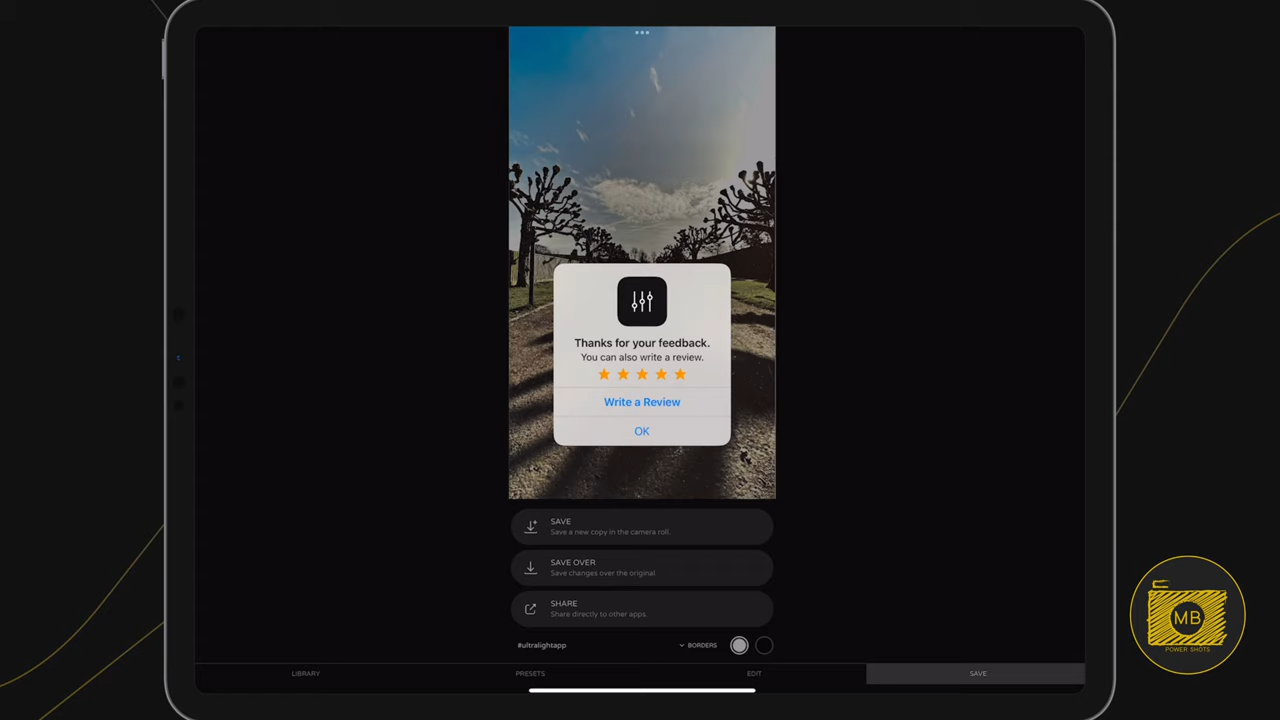 Thanks for your feedback.
You can also write a review.
Write a Review
OK
SAVE
Save a new copy in the camera roll.
SAVE OVER
Save changes over the original
SHARE
Share directly to other apps.
#ultralightapp
BORDERS
LIBRARY
PRESETS
EDIT
SAVE
MB
POWER SHOTS